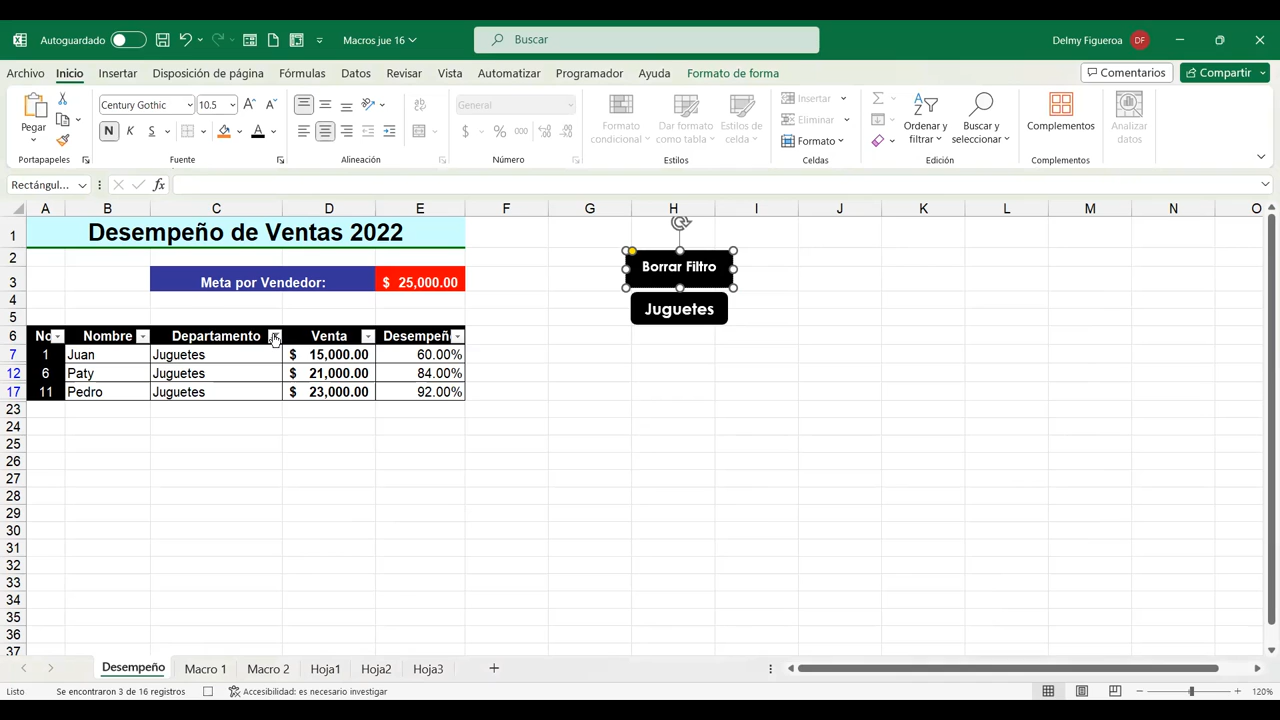 Autoguardado
Macros jue 16
Buscar
Delmy Figueroa DF
Archivo Inicio Insertar Disposición de página Fórmulas Datos Revisar Vista Automatizar Programador Ayuda Formato de forma
Comentarios Compartir
Pegar
Century Gothic 10.5
N K S
General
$ % 000
Formato condicional
Dar formato como tabla
Estilos de celda
Insertar
Eliminar
Formato
Ordenar y filtrar
Buscar y seleccionar
Complementos
Analizar datos
Portapapeles Fuente Alineación Número Estilos Celdas Edición Complementos
Rectángul... fx
A B C D E F G H I J K L M N O
1 Desempeño de Ventas 2022
2 Borrar Filtro
3 Meta por Vendedor: $ 25,000.00
4 Juguetes
5
6 No Nombre Departamento Venta Desempeñ
7 1 Juan Juguetes $ 15,000.00 60.00%
12 6 Paty Juguetes $ 21,000.00 84.00%
17 11 Pedro Juguetes $ 23,000.00 92.00%
23
24
25
26
27
28
29
30
31
32
33
34
35
36
37
Desempeño Macro 1 Macro 2 Hoja1 Hoja2 Hoja3
Listo Se encontraron 3 de 16 registros Accesibilidad: es necesario investigar 120%